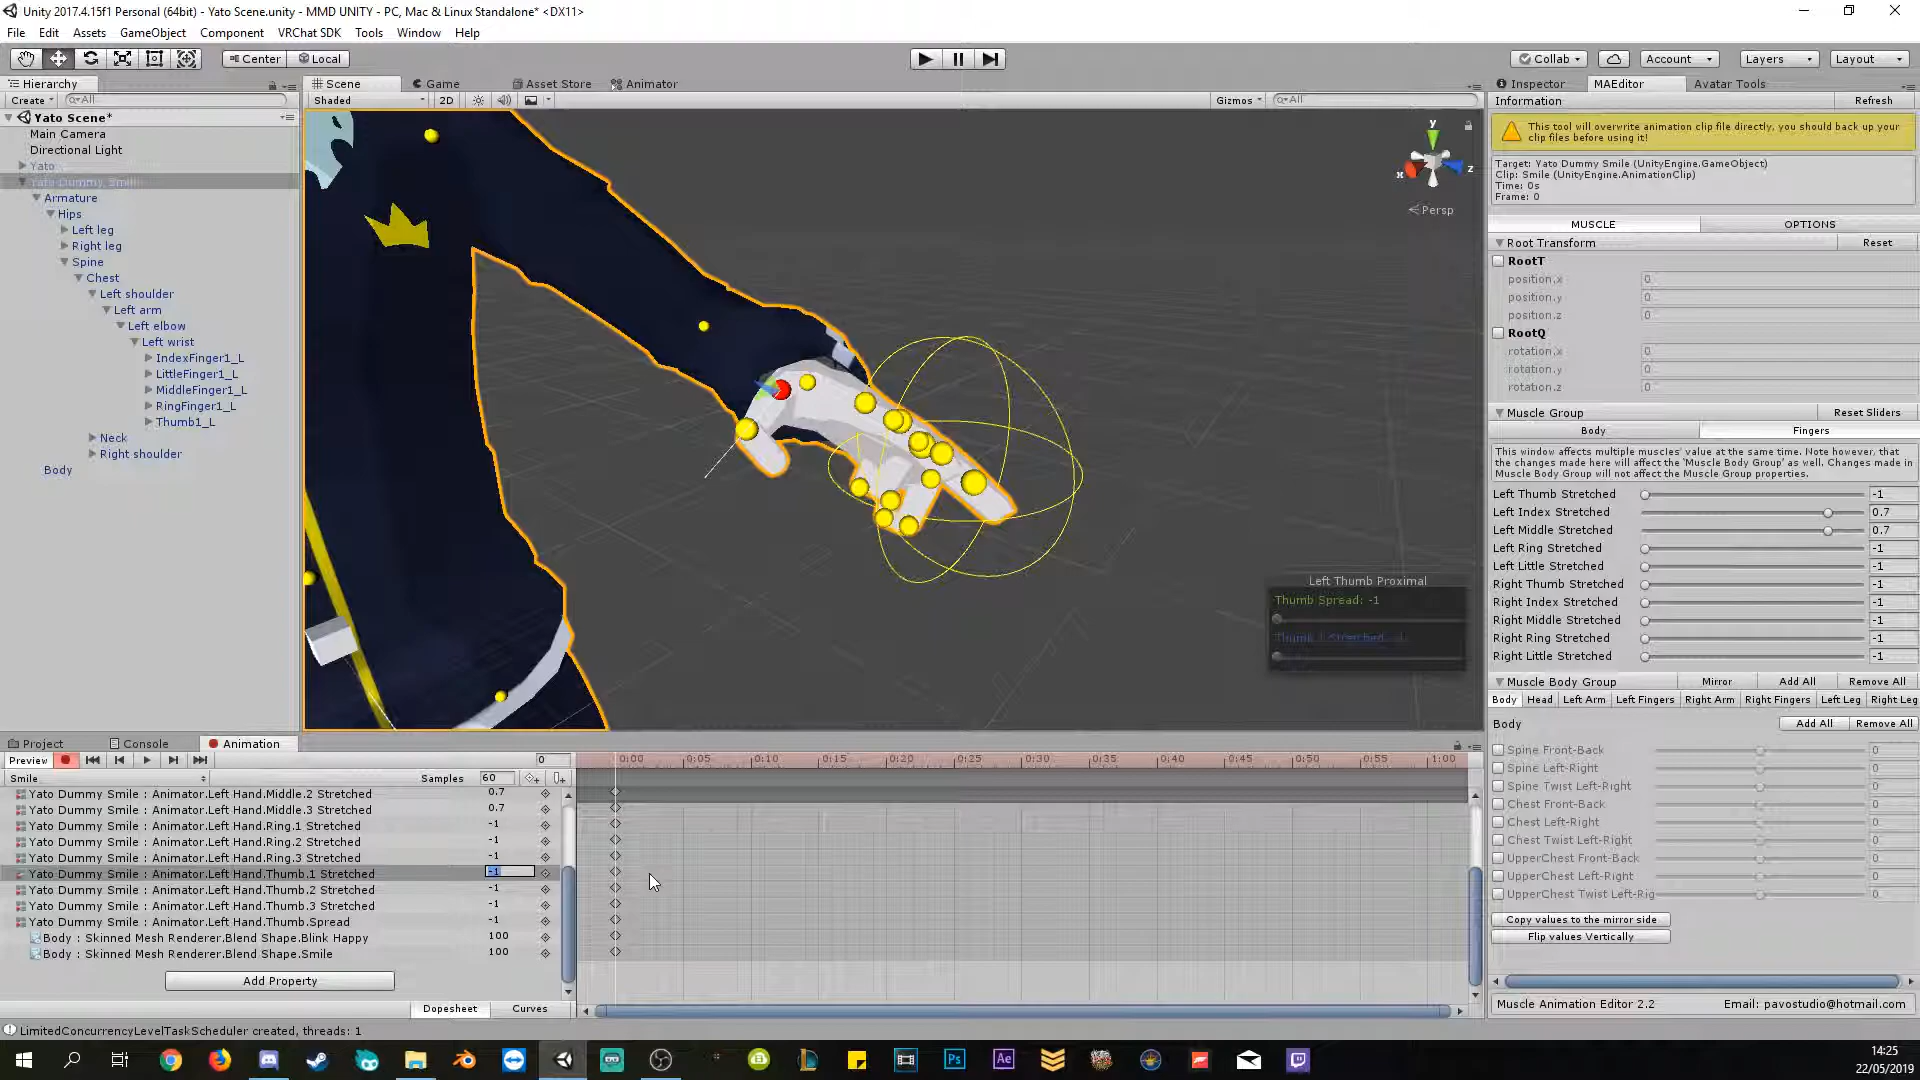 Unity 2017.4.15f1 Personal (64bit) - Yato Scene.unity - MMD UNITY - PC, Mac & Linux Standalone* <DX11>
File Edit Assets GameObject Component VRChat SDK Tools Window Help
Center Local
Collab Account Layers Layout
Hierarchy
Create All
Yato Scene*
Main Camera
Directional Light
Yato
Yato Dummy Smile
Armature
Hips
Left leg
Right leg
Spine
Chest
Left shoulder
Left arm
Left elbow
Left wrist
IndexFinger1_L
LittleFinger1_L
MiddleFinger1_L
RingFinger1_L
Thumb1_L
Neck
Right shoulder
Body
Scene Game Asset Store Animator
Shaded 2D Gizmos All
y
x z
Persp
Left Thumb Proximal
Thumb Spread: -1
Inspector MAEditor Avatar Tools
Information Refresh
This tool will overwrite animation clip file directly, you should back up your
clip files before using it!
Target: Yato Dummy Smile (UnityEngine.GameObject)
Clip: Smile (UnityEngine.AnimationClip)
Time: 0s
Frame: 0
MUSCLE OPTIONS
Root Transform Reset
RootT
position.x 0
position.y 0
position.z 0
RootQ
rotation.x 0
rotation.y 0
rotation.z 0
Muscle Group Reset Sliders
Body Fingers
This window affects multiple muscles' value at the same time. Note however, that
the changes made here will affect the 'Muscle Body Group' as well. Changes made in
Muscle Body Group will not affect the Muscle Group properties.
Left Thumb Stretched -1
Left Index Stretched 0.7
Left Middle Stretched 0.7
Left Ring Stretched -1
Left Little Stretched -1
Right Thumb Stretched -1
Right Index Stretched -1
Right Middle Stretched -1
Right Ring Stretched -1
Right Little Stretched -1
Muscle Body Group Mirror Add All Remove All
Body Head Left Arm Left Fingers Right Arm Right Fingers Left Leg Right Leg
Body Add All Remove All
Spine Front-Back 0
Spine Left-Right 0
Spine Twist Left-Right 0
Chest Front-Back 0
Chest Left-Right 0
Chest Twist Left-Right 0
UpperChest Front-Back 0
UpperChest Left-Right 0
UpperChest Twist Left-Rig 0
Copy values to the mirror side
Flip values Vertically
Muscle Animation Editor 2.2 Email: pavostudio@hotmail.com
Project Console Animation
Preview 0 0:00 0:05 0:10 0:15 0:20 0:25 0:30 0:35 0:40 0:45 0:50 0:55 1:00
Smile Samples 60
Yato Dummy Smile : Animator.Left Hand.Middle.2 Stretched 0.7
Yato Dummy Smile : Animator.Left Hand.Middle.3 Stretched 0.7
Yato Dummy Smile : Animator.Left Hand.Ring.1 Stretched -1
Yato Dummy Smile : Animator.Left Hand.Ring.2 Stretched -1
Yato Dummy Smile : Animator.Left Hand.Ring.3 Stretched -1
Yato Dummy Smile : Animator.Left Hand.Thumb.1 Stretched -1
Yato Dummy Smile : Animator.Left Hand.Thumb.2 Stretched -1
Yato Dummy Smile : Animator.Left Hand.Thumb.3 Stretched -1
Yato Dummy Smile : Animator.Left Hand.Thumb.Spread -1
Body : Skinned Mesh Renderer.Blend Shape.Blink Happy 100
Body : Skinned Mesh Renderer.Blend Shape.Smile 100
Add Property
Dopesheet Curves
LimitedConcurrencyLevelTaskScheduler created, threads: 1
Ps Ae
14:25
22/05/2019